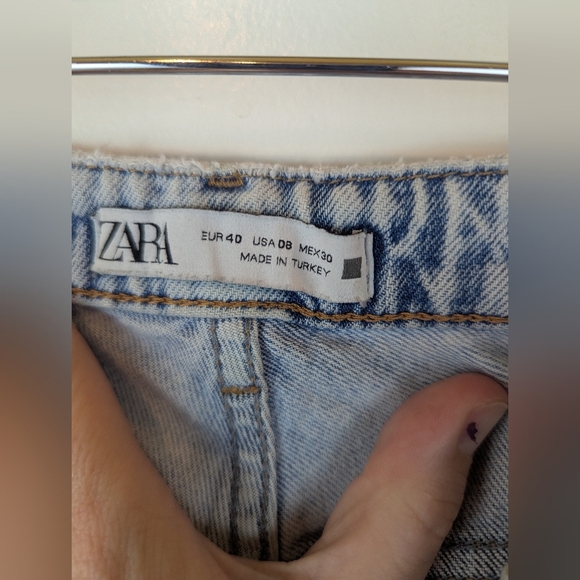 ZARA
EUR 40 USA 08 MEX 30
MADE IN TURKEY